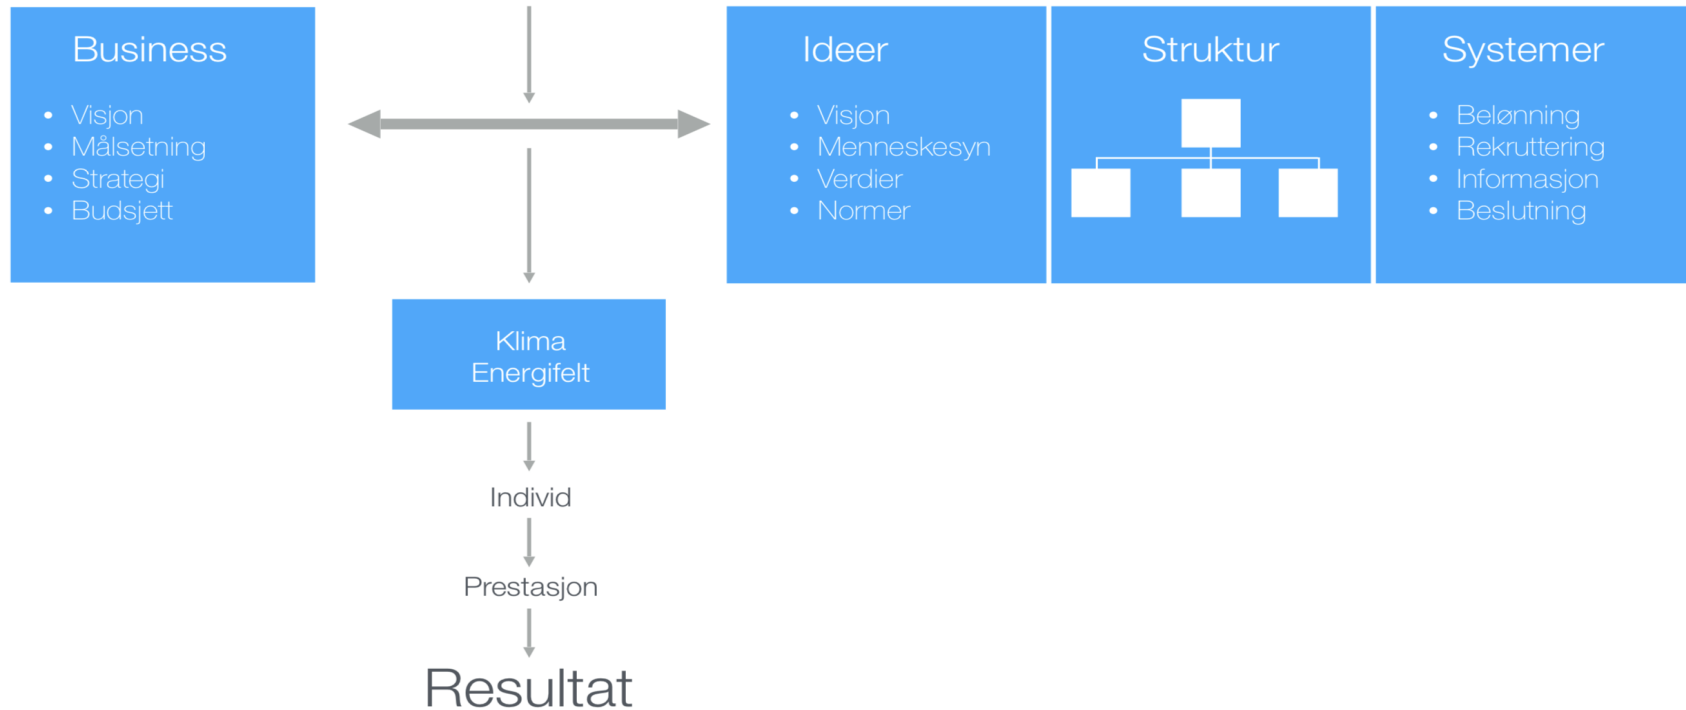 Business
• Visjon
• Målsetning
• Strategi
• Budsjett
Ideer
• Visjon
• Menneskesyn
• Verdier
• Normer
Struktur
Systemer
• Belønning
• Rekruttering
• Informasjon
• Beslutning
Klima
Energifelt
Individ
Prestasjon
Resultat